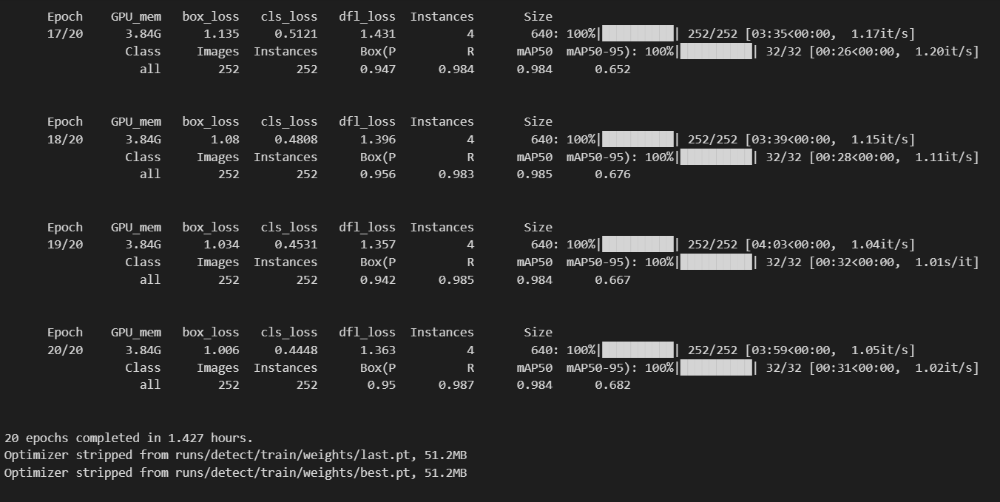 Epoch    GPU_mem   box_loss   cls_loss   dfl_loss  Instances       Size
17/20      3.84G      1.135     0.5121      1.431          4        640: 100%|██████████| 252/252 [03:35<00:00,  1.17it/s]
Class     Images  Instances      Box(P          R      mAP50  mAP50-95): 100%|██████████| 32/32 [00:26<00:00,  1.20it/s]
all        252        252      0.947      0.984      0.984      0.652
Epoch    GPU_mem   box_loss   cls_loss   dfl_loss  Instances       Size
18/20      3.84G       1.08     0.4808      1.396          4        640: 100%|██████████| 252/252 [03:39<00:00,  1.15it/s]
Class     Images  Instances      Box(P          R      mAP50  mAP50-95): 100%|██████████| 32/32 [00:28<00:00,  1.11it/s]
all        252        252      0.956      0.983      0.985      0.676
Epoch    GPU_mem   box_loss   cls_loss   dfl_loss  Instances       Size
19/20      3.84G      1.034     0.4531      1.357          4        640: 100%|██████████| 252/252 [04:03<00:00,  1.04it/s]
Class     Images  Instances      Box(P          R      mAP50  mAP50-95): 100%|██████████| 32/32 [00:32<00:00,  1.01s/it]
all        252        252      0.942      0.985      0.984      0.667
Epoch    GPU_mem   box_loss   cls_loss   dfl_loss  Instances       Size
20/20      3.84G      1.006     0.4448      1.363          4        640: 100%|██████████| 252/252 [03:59<00:00,  1.05it/s]
Class     Images  Instances      Box(P          R      mAP50  mAP50-95): 100%|██████████| 32/32 [00:31<00:00,  1.02it/s]
all        252        252       0.95      0.987      0.984      0.682
20 epochs completed in 1.427 hours.
Optimizer stripped from runs/detect/train/weights/last.pt, 51.2MB
Optimizer stripped from runs/detect/train/weights/best.pt, 51.2MB